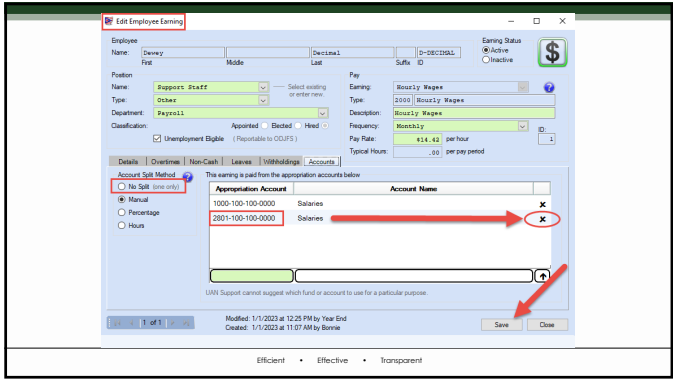 Edit Employee Earning
Employee
Earning Status
Name: Dewey Decimal D-DECIMAL
First Middle Last Suffix ID
Active
Inactive
$
Position
Pay
Name: Support Staff
Select existing
or enter new.
Earning: Hourly Wages
Type: Other
Type: 2000 Hourly Wages
Department: Payroll
Description: Hourly Wages
Classification: Appointed Elected Hired
Frequency: Monthly
ID:
1
Unemployment Eligible ( Reportable to ODJFS )
Pay Rate: $14.42 per hour
Typical Hours: .00 per pay period
Details Overtimes Non-Cash Leaves Withholdings Accounts
Account Split Method
This earning is paid from the appropriation accounts below
No Split (one only)
Manual
Percentage
Hours
Appropriation Account Account Name
1000-100-100-0000 Salaries
2801-100-100-0000 Salaries
UAN Support cannot suggest which fund or account to use for a particular purpose.
1 of 1
Modified: 1/1/2023 at 12:25 PM by Year End
Created: 1/1/2023 at 11:07 AM by Bonnie
Save Close
Efficient • Effective • Transparent